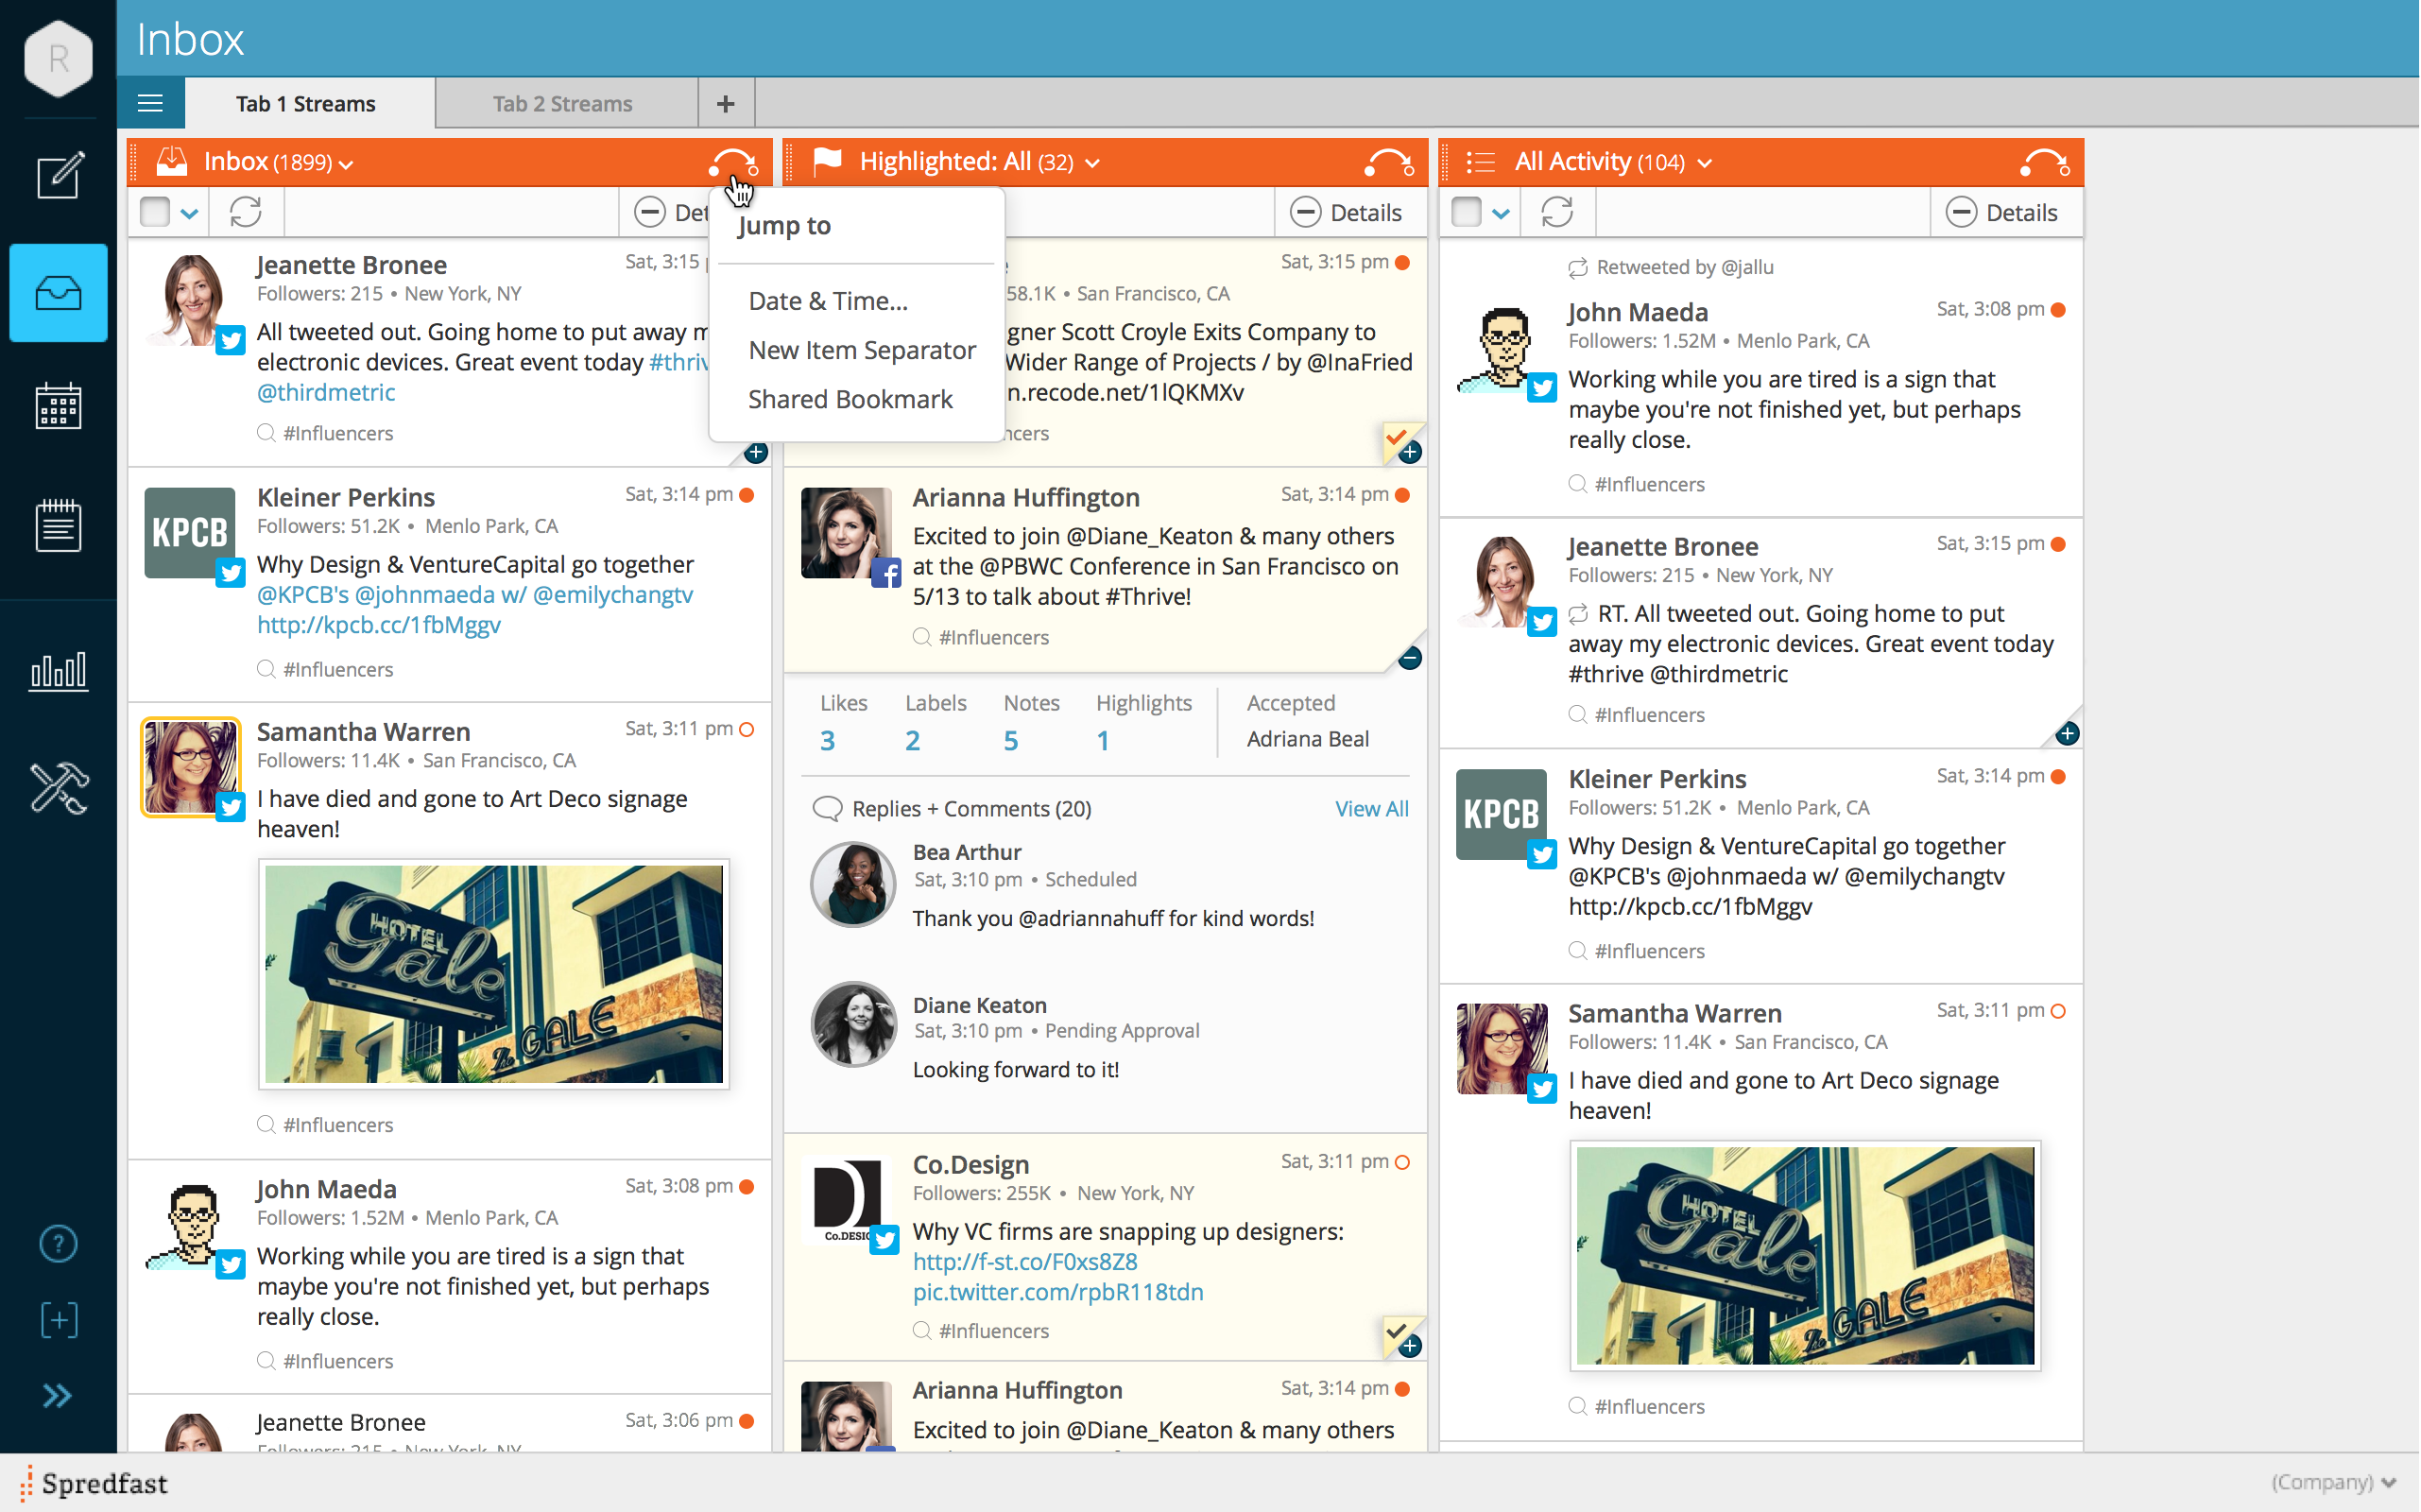 R
Inbox
Tab 1 Streams
Tab 2 Streams
+
Inbox (1899)
Jump to
Date & Time...
New Item Separator
Shared Bookmark
Jeanette Bronee
Sat, 3:15
Followers: 215 • New York, NY
All tweeted out. Going home to put away
electronic devices. Great event today #thriv
@thirdmetric
#Influencers
KPCB
Kleiner Perkins
Sat, 3:14 pm
Followers: 51.2K • Menlo Park, CA
Why Design & VentureCapital go together
@KPCB's @johnmaeda w/ @emilychangtv
http://kpcb.cc/1fbMggv
#Influencers
Samantha Warren
Sat, 3:11 pm
Followers: 11.4K • San Francisco, CA
I have died and gone to Art Deco signage
heaven!
HOTEL
Gale
The GALE
#Influencers
John Maeda
Sat, 3:08 pm
Followers: 1.52M • Menlo Park, CA
Working while you are tired is a sign that
maybe you're not finished yet, but perhaps
really close.
#Influencers
Jeanette Bronee
Sat, 3:06 pm
Followers: 215 • New York, NY
Highlighted: All (32)
Details
Sat, 3:15 pm
58.1K • San Francisco, CA
gner Scott Croyle Exits Company to
Wider Range of Projects / by @InaFried
n.recode.net/1lQKMXv
ncers
Arianna Huffington
Sat, 3:14 pm
Excited to join @Diane_Keaton & many others
at the @PBWC Conference in San Francisco on
5/13 to talk about #Thrive!
#Influencers
Likes Labels Notes Highlights Accepted
3 2 5 1 Adriana Beal
Replies + Comments (20) View All
Bea Arthur
Sat, 3:10 pm • Scheduled
Thank you @adriannahuff for kind words!
Diane Keaton
Sat, 3:10 pm • Pending Approval
Looking forward to it!
Co.DESIG
Co.Design
Sat, 3:11 pm
Followers: 255K • New York, NY
Why VC firms are snapping up designers:
http://f-st.co/F0xs8Z8
pic.twitter.com/rpbR118tdn
#Influencers
Arianna Huffington
Sat, 3:14 pm
Excited to join @Diane_Keaton & many others
All Activity (104)
Details
Retweeted by @jallu
John Maeda
Sat, 3:08 pm
Followers: 1.52M • Menlo Park, CA
Working while you are tired is a sign that
maybe you're not finished yet, but perhaps
really close.
#Influencers
Jeanette Bronee
Sat, 3:15 pm
Followers: 215 • New York, NY
RT. All tweeted out. Going home to put
away my electronic devices. Great event today
#thrive @thirdmetric
#Influencers
KPCB
Kleiner Perkins
Sat, 3:14 pm
Followers: 51.2K • Menlo Park, CA
Why Design & VentureCapital go together
@KPCB's @johnmaeda w/ @emilychangtv
http://kpcb.cc/1fbMggv
#Influencers
Samantha Warren
Sat, 3:11 pm
Followers: 11.4K • San Francisco, CA
I have died and gone to Art Deco signage
heaven!
HOTEL
Gale
The GALE
#Influencers
Spredfast
(Company)